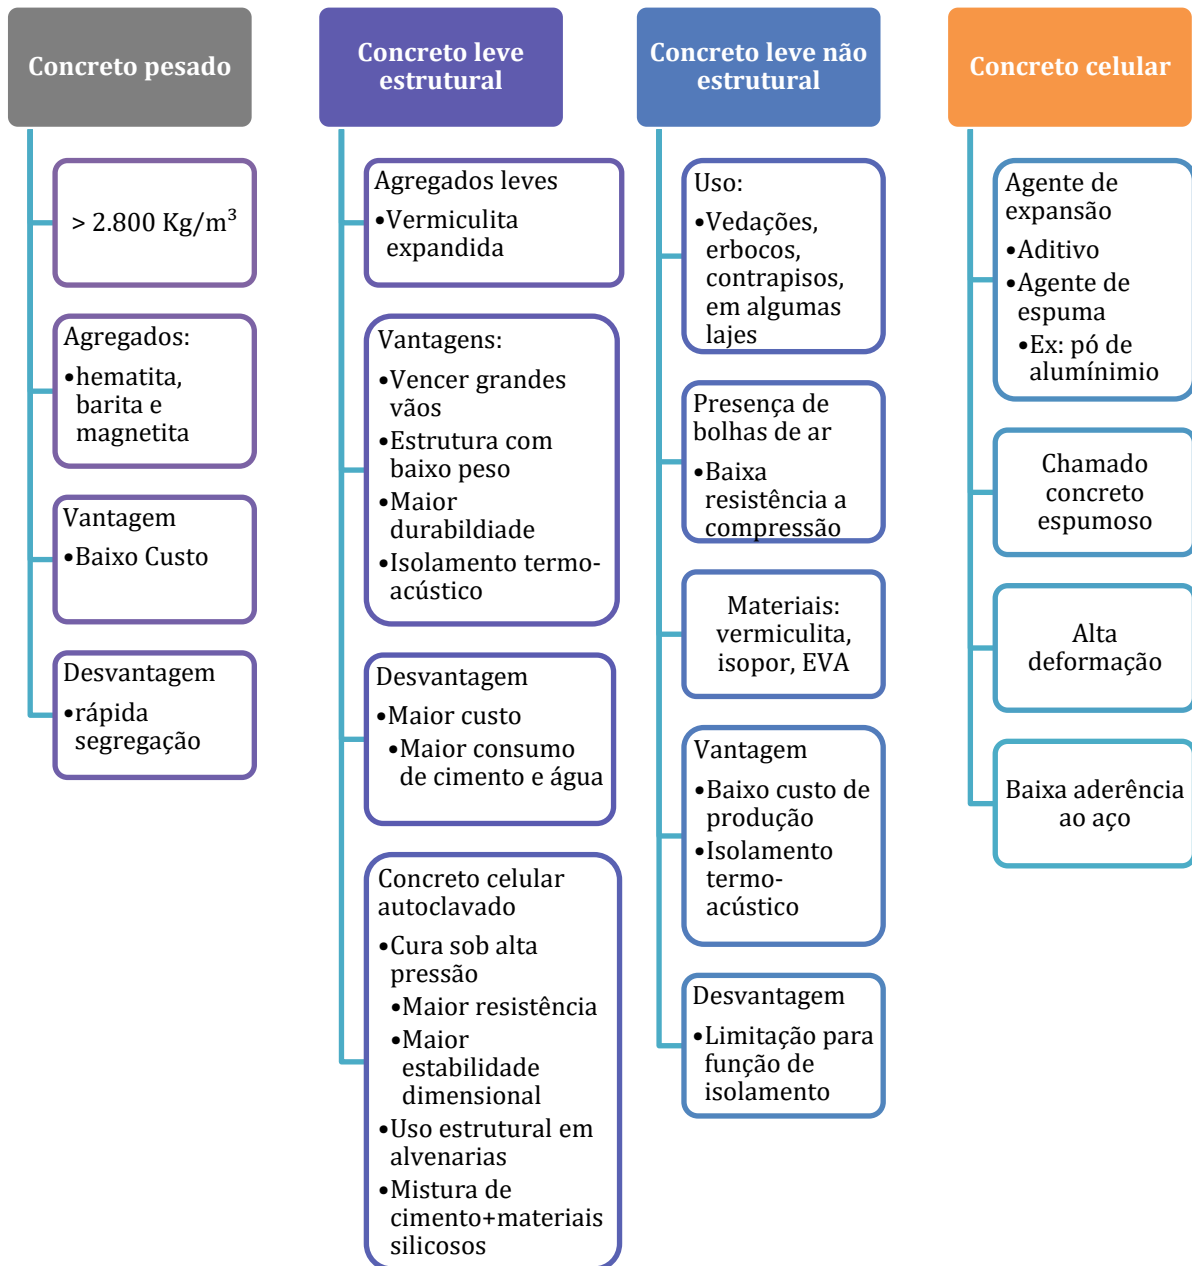 Concreto pesado
> 2.800 Kg/m³
Agregados:
•hematita,
barita e
magnetita
Vantagem
•Baixo Custo
Desvantagem
•rápida
segregação
Concreto leve
estrutural
Agregados leves
•Vermiculita
expandida
Vantagens:
•Vencer grandes
vãos
•Estrutura com
baixo peso
•Maior
durabildiade
•Isolamento termo-
acústico
Desvantagem
•Maior custo
•Maior consumo
de cimento e água
Concreto celular
autoclavado
•Cura sob alta
pressão
•Maior resistência
•Maior
estabilidade
dimensional
•Uso estrutural em
alvenarias
•Mistura de
cimento+materiais
silicosos
Concreto leve não
estrutural
Uso:
•Vedações,
erbocos,
contrapisos,
em algumas
lajes
Presença de
bolhas de ar
•Baixa
resistência a
compressão
Materiais:
vermiculita,
isopor, EVA
Vantagem
•Baixo custo de
produção
•Isolamento
termo-
acústico
Desvantagem
•Limitação para
função de
isolamento
Concreto celular
Agente de
expansão
•Aditivo
•Agente de
espuma
•Ex: pó de
alumínimio
Chamado
concreto
espumoso
Alta
deformação
Baixa aderência
ao aço